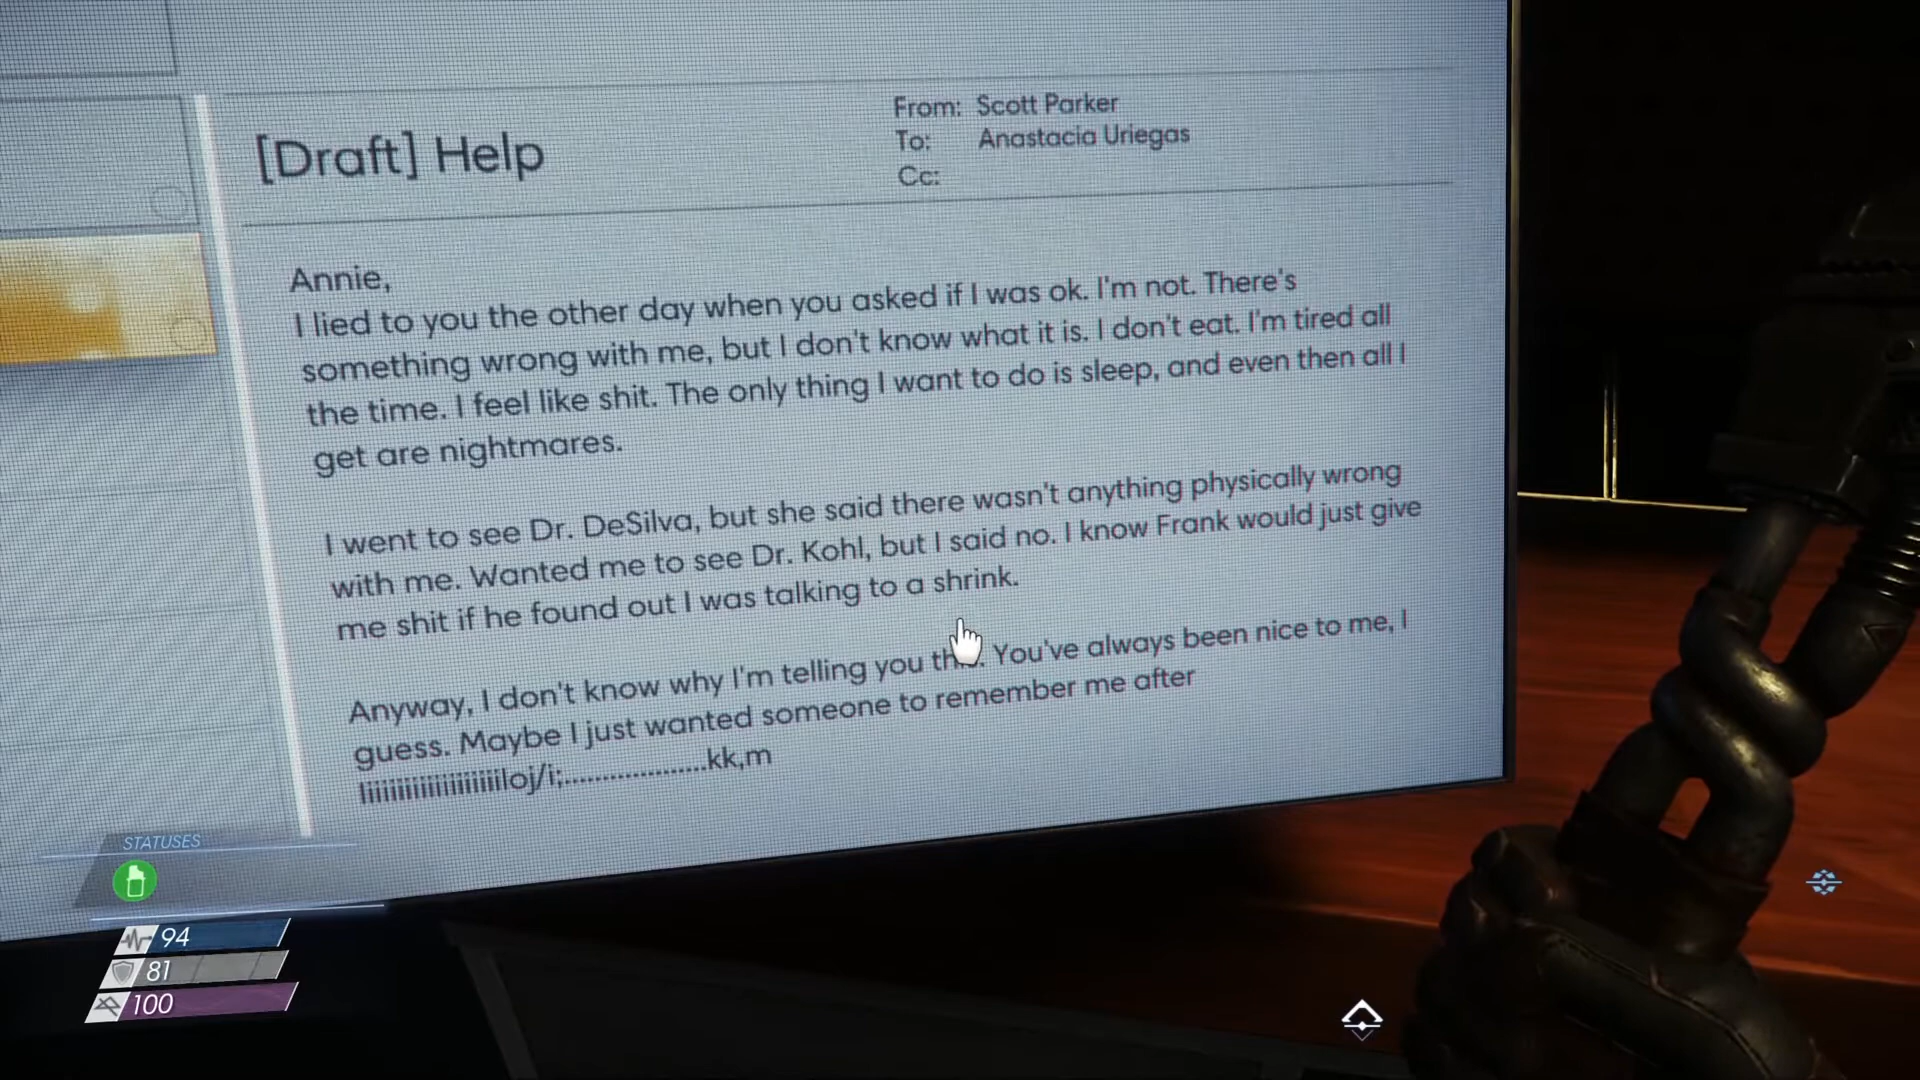 [Draft] Help
From: Scott Parker
To: Anastacia Uriegas
Cc:
Annie,
I lied to you the other day when you asked if I was ok. I'm not. There's
something wrong with me, but I don't know what it is. I don't eat. I'm tired all
the time. I feel like shit. The only thing I want to do is sleep, and even then all I
get are nightmares.
I went to see Dr. DeSilva, but she said there wasn't anything physically wrong
with me. Wanted me to see Dr. Kohl, but I said no. I know Frank would just give
me shit if he found out I was talking to a shrink.
Anyway, I don't know why I'm telling you this. You've always been nice to me, I
guess. Maybe I just wanted someone to remember me after
liiiiiiiiiiiiiiiiiiiiloj/i;....................kk,m
STATUSES
94
81
100